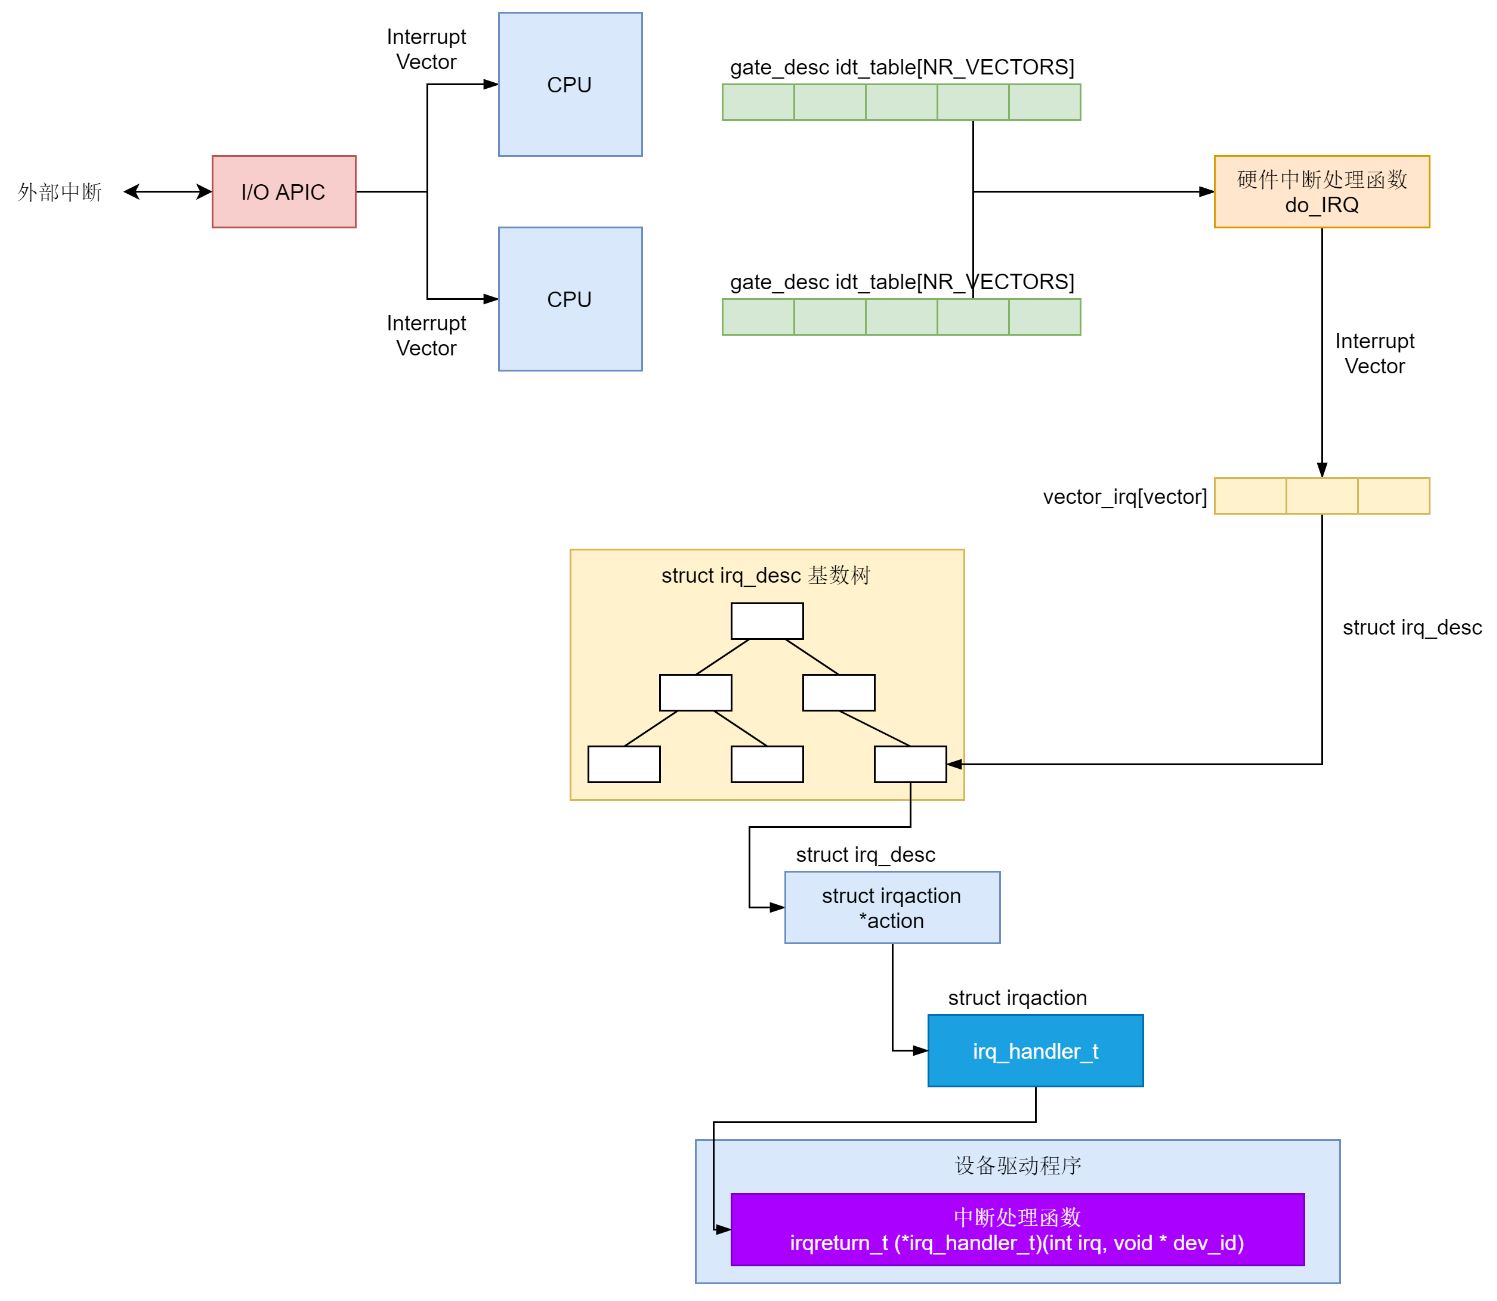 Interrupt
Vector
CPU
gate_desc idt_table[NR_VECTORS]
外部中断
I/O APIC
硬件中断处理函数
do_IRQ
gate_desc idt_table[NR_VECTORS]
CPU
Interrupt
Vector
Interrupt
Vector
vector_irq[vector]
struct irq_desc 基数树
struct irq_desc
struct irq_desc
struct irqaction
*action
struct irqaction
irq_handler_t
设备驱动程序
中断处理函数
irqreturn_t (*irq_handler_t)(int irq, void * dev_id)